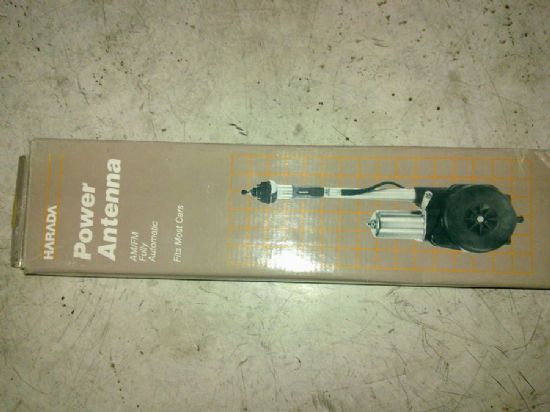 HARADA
Power
Antenna
AM/FM
Fully
Automatic
Fits Most Cars